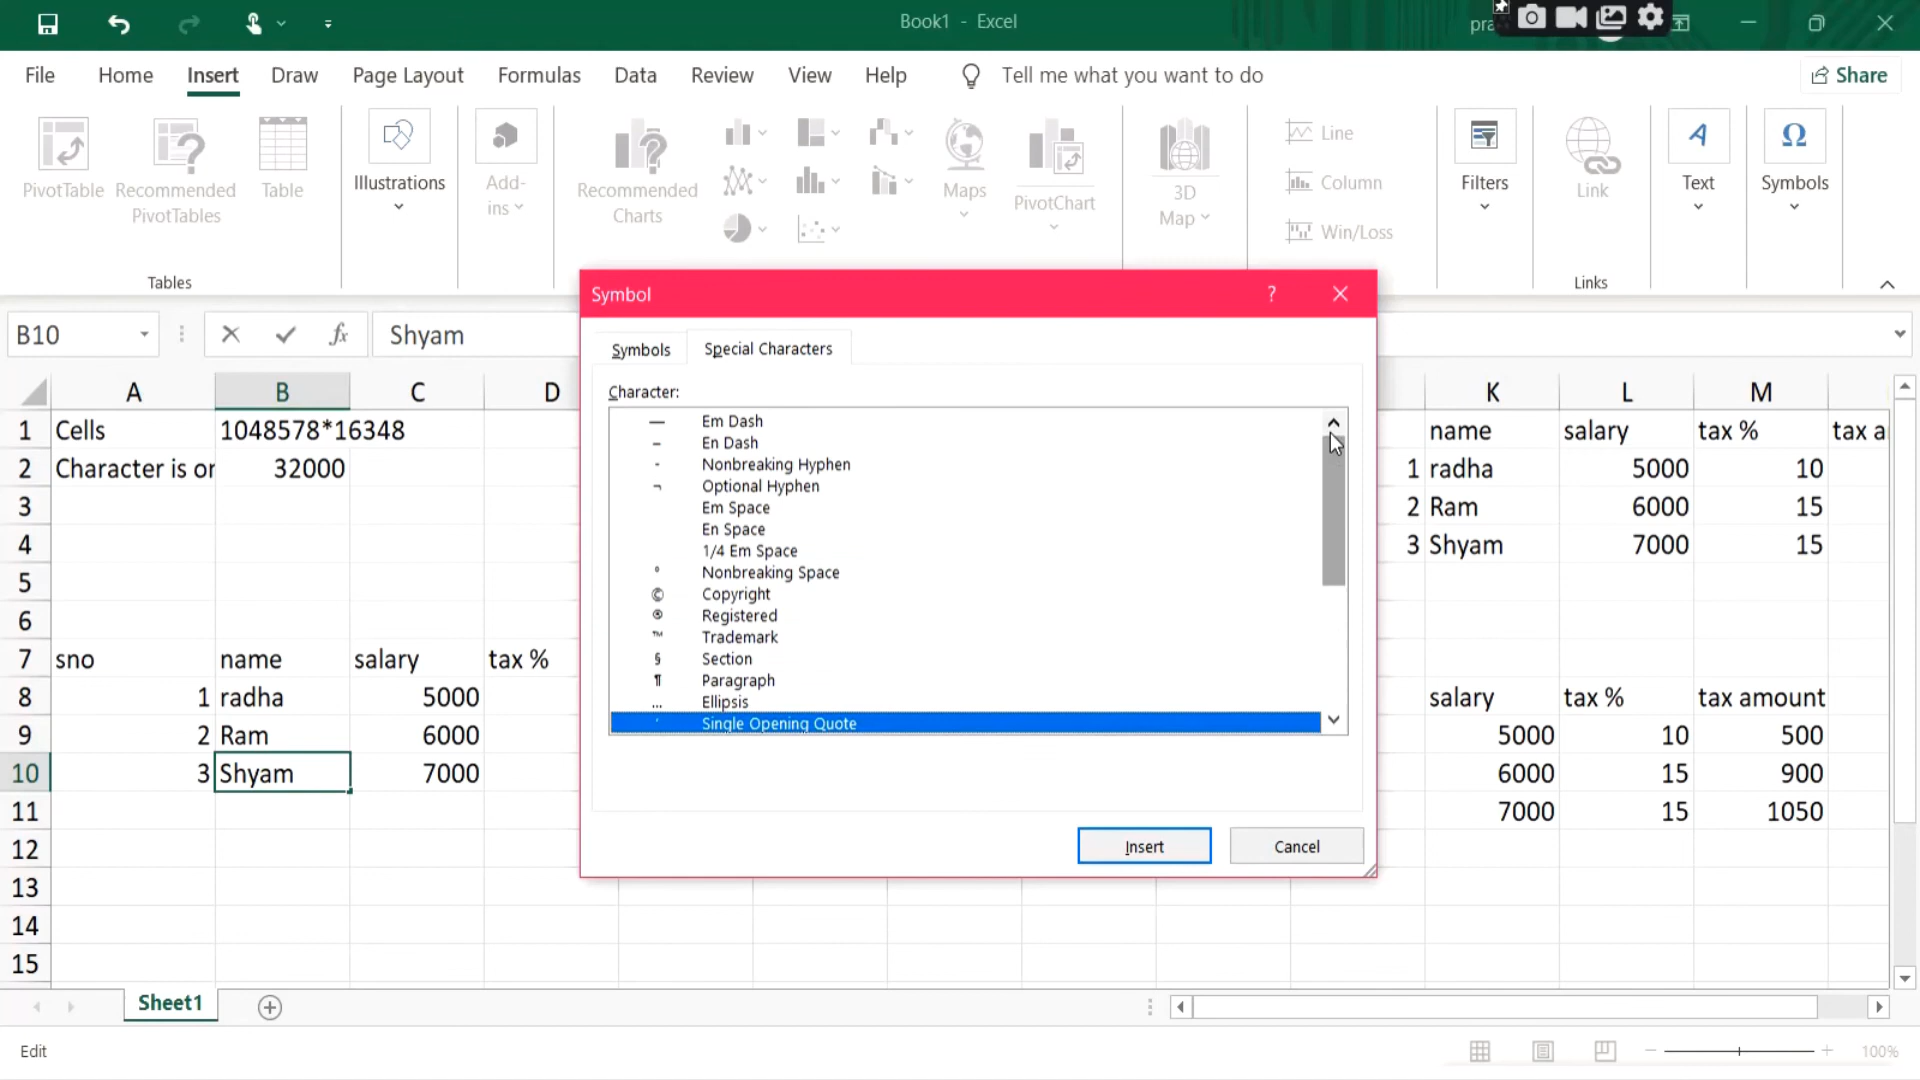 Book1 - Excel
pra
File Home Insert Draw Page Layout Formulas Data Review View Help Tell me what you want to do Share
PivotTable Recommended PivotTables Table
Tables
Illustrations
Add-ins
Recommended Charts
Maps PivotChart
3D Map
Line
Column
Win/Loss
Filters
Link
Links
Text
Symbols
B10 fx Shyam
Symbol ?
Symbols Special Characters
Character:
— Em Dash
– En Dash
- Nonbreaking Hyphen
¬ Optional Hyphen
Em Space
En Space
1/4 Em Space
° Nonbreaking Space
© Copyright
® Registered
™ Trademark
§ Section
¶ Paragraph
… Ellipsis
‘ Single Opening Quote
Insert Cancel
A B C D K L M
1 Cells 1048578*16348 name salary tax % tax a
2 Character is or 32000 1 radha 5000 10
3 2 Ram 6000 15
4 3 Shyam 7000 15
5
6
7 sno name salary tax %
8 1 radha 5000 salary tax % tax amount
9 2 Ram 6000 5000 10 500
10 3 Shyam 7000 6000 15 900
11 7000 15 1050
12
13
14
15
Sheet1
Edit 100%